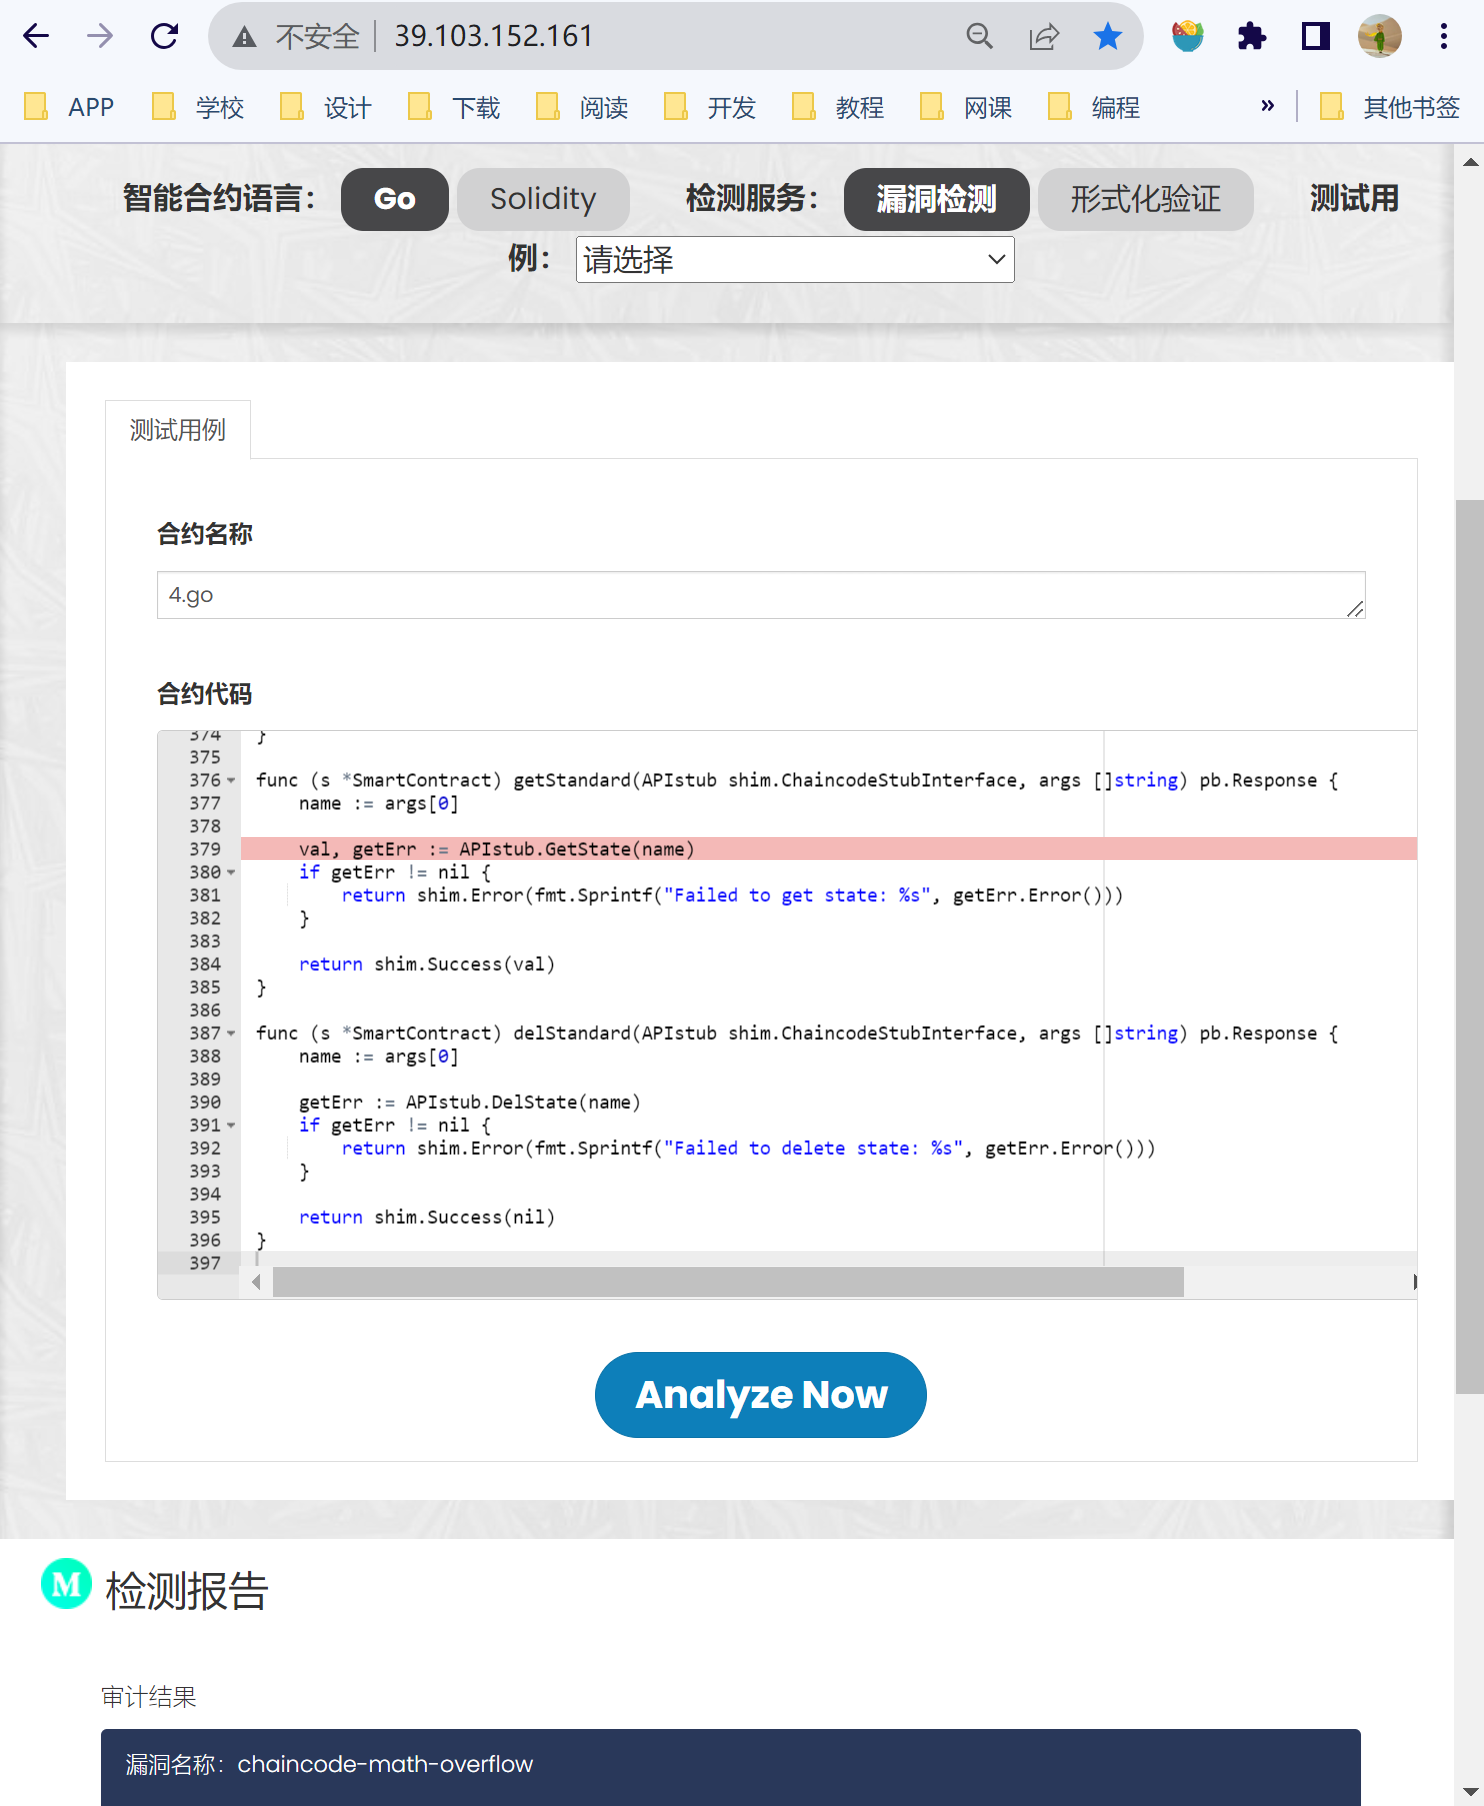 不安全 39.103.152.161
APP 学校 设计 下载 阅读 开发 教程 网课 编程 » 其他书签
智能合约语言： Go Solidity 检测服务： 漏洞检测 形式化验证 测试用
例： 请选择
测试用例
合约名称
4.go
合约代码
374 }
375
376 func (s *SmartContract) getStandard(APIstub shim.ChaincodeStubInterface, args []string) pb.Response {
377 name := args[0]
378
379 val, getErr := APIstub.GetState(name)
380 if getErr != nil {
381 return shim.Error(fmt.Sprintf("Failed to get state: %s", getErr.Error()))
382 }
383
384 return shim.Success(val)
385 }
386
387 func (s *SmartContract) delStandard(APIstub shim.ChaincodeStubInterface, args []string) pb.Response {
388 name := args[0]
389
390 getErr := APIstub.DelState(name)
391 if getErr != nil {
392 return shim.Error(fmt.Sprintf("Failed to delete state: %s", getErr.Error()))
393 }
394
395 return shim.Success(nil)
396 }
397
Analyze Now
M 检测报告
审计结果
漏洞名称：chaincode-math-overflow